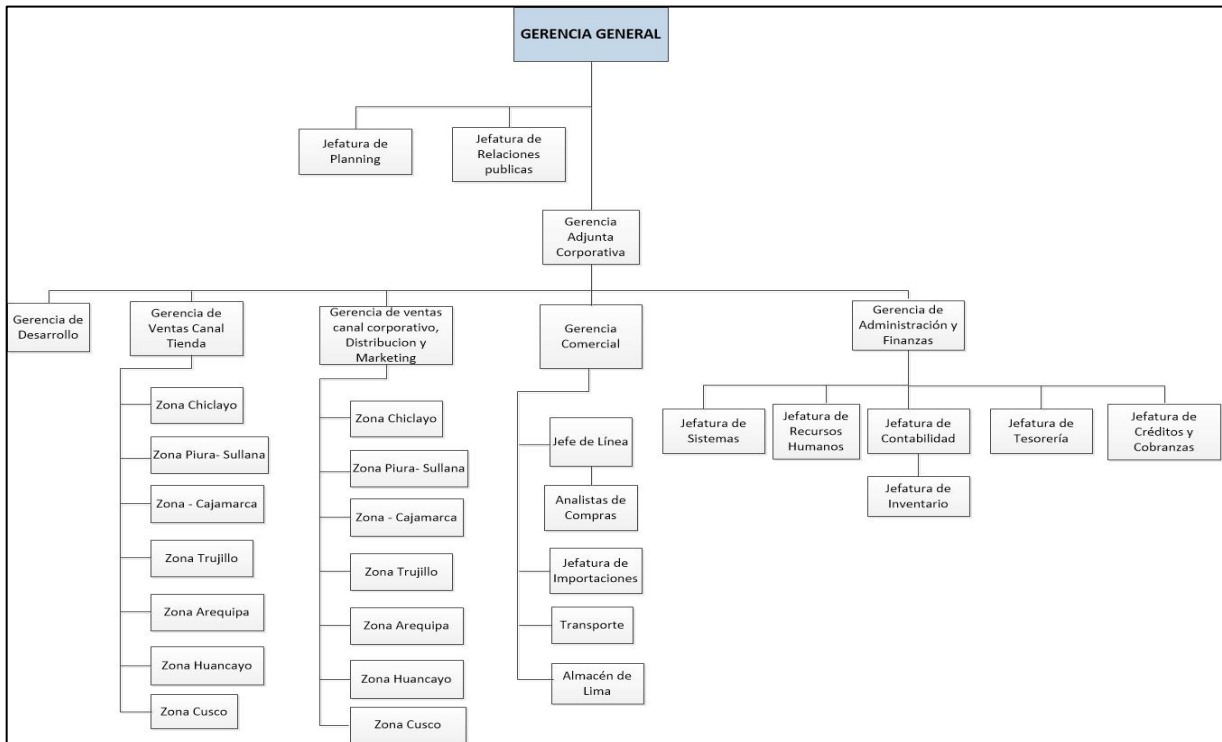 GERENCIA GENERAL
Jefatura de
Planning
Jefatura de
Relaciones
publicas
Gerencia
Adjunta
Corporativa
Gerencia de
Desarrollo
Gerencia de
Ventas Canal
Tienda
Gerencia de ventas
canal corporativo,
Distribucion y
Marketing
Gerencia
Comercial
Gerencia de
Administración y
Finanzas
Zona Chiclayo
Zona Piura- Sullana
Zona - Cajamarca
Zona Trujillo
Zona Arequipa
Zona Huancayo
Zona Cusco
Zona Chiclayo
Zona Piura- Sullana
Zona - Cajamarca
Zona Trujillo
Zona Arequipa
Zona Huancayo
Zona Cusco
Jefe de Línea
Analistas de
Compras
Jefatura de
Importaciones
Transporte
Almacén de
Lima
Jefatura de
Sistemas
Jefatura de
Recursos
Humanos
Jefatura de
Contabilidad
Jefatura de
Inventario
Jefatura de
Tesorería
Jefatura de
Créditos y
Cobranzas